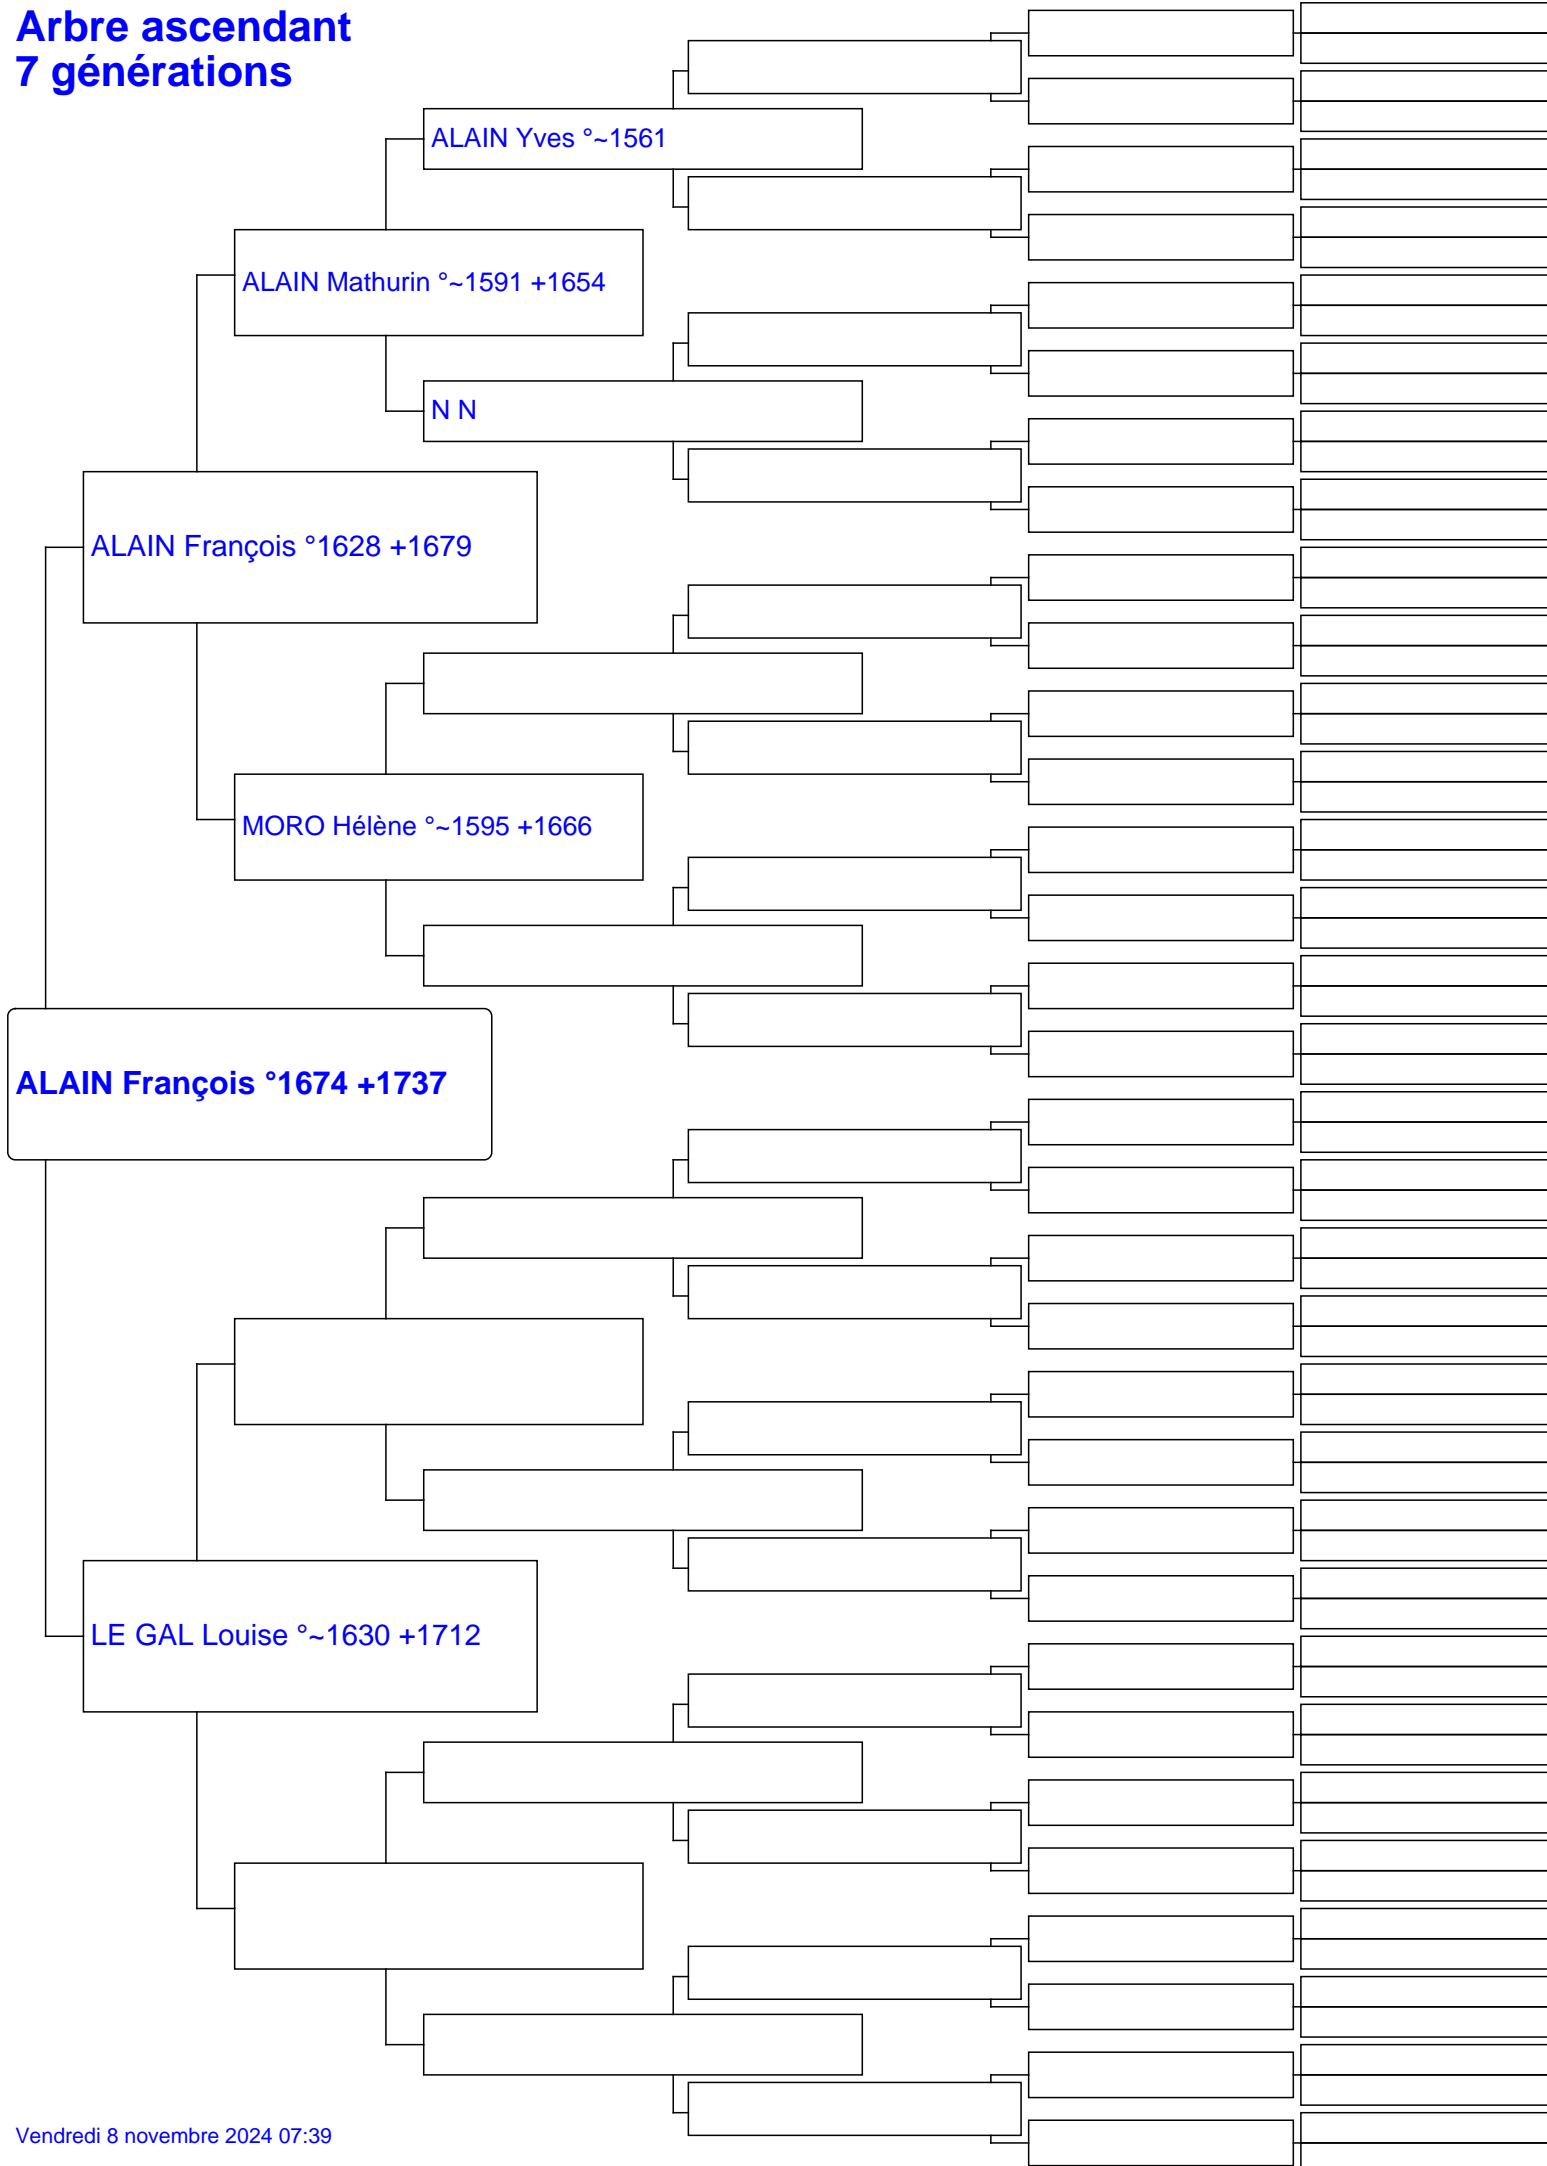 Arbre ascendant
7 générations
ALAIN Yves °~1561
ALAIN Mathurin °~1591 +1654
N N
ALAIN François °1628 +1679
MORO Hélène °~1595 +1666
ALAIN François °1674 +1737
LE GAL Louise °~1630 +1712
Vendredi 8 novembre 2024 07:39